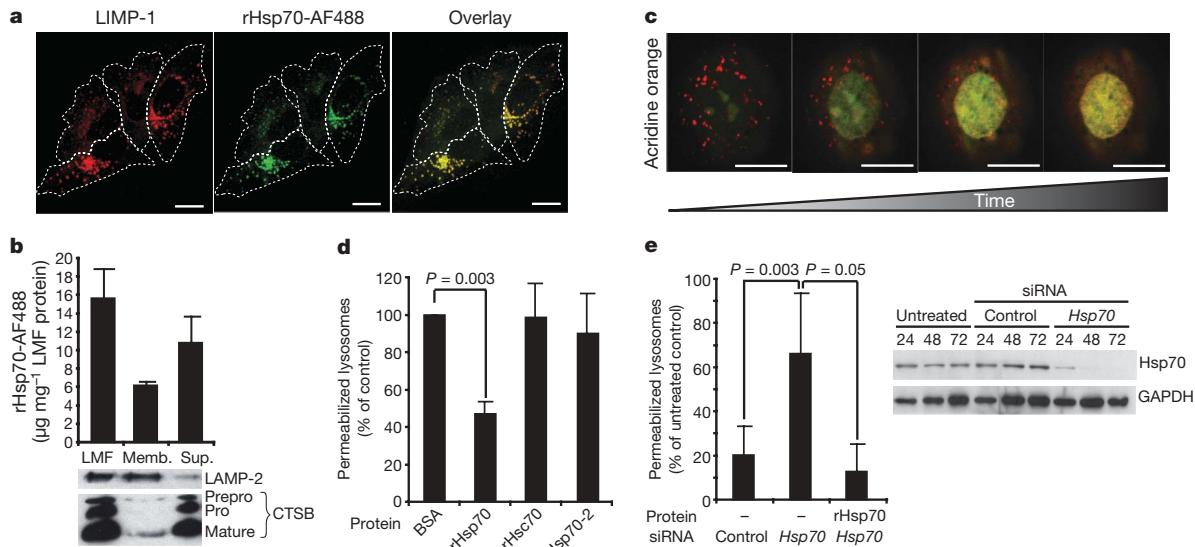 a
LIMP-1
rHsp70-AF488
Overlay
c
Acridine orange
Time
b
rHsp70-AF488
(µg mg⁻¹ LMF protein)
20
18
16
14
12
10
8
6
4
2
0
LMF Memb. Sup.
LAMP-2
Prepro
Pro
Mature
CTSB
d
Permeabilized lysosomes
(% of control)
120
100
80
60
40
20
0
P = 0.003
Protein
BSA
rHsp70
rHsc70
Hsp70-2
e
Permeabilized lysosomes
(% of untreated control)
100
80
60
40
20
0
P = 0.003 P = 0.05
Protein – – rHsp70
siRNA Control Hsp70 Hsp70
siRNA
Untreated Control Hsp70
24 48 72 24 48 72 24 48 72
Hsp70
GAPDH